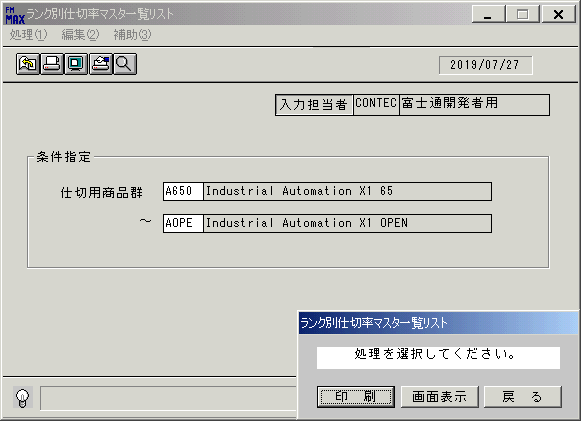 FM MAX ランク別仕切率マスタ一覧リスト
処理(1) 編集(2) 補助(3)
2019/07/27
入力担当者 CONTEC 富士通開発者用
条件指定
仕切用商品群 A650 Industrial Automation X1 65
～ AOPE Industrial Automation X1 OPEN
ランク別仕切率マスタ一覧リスト
処理を選択してください。
印 刷 画面表示 戻 る